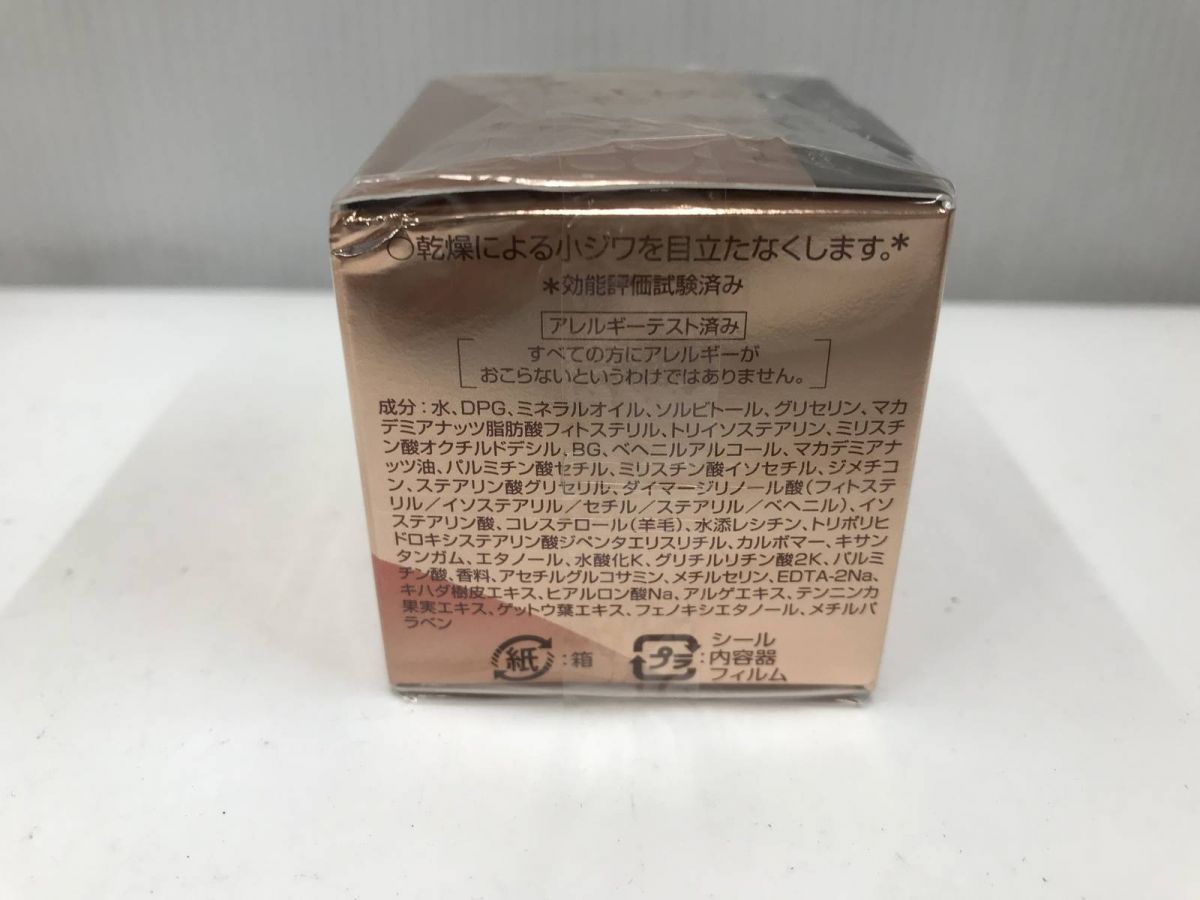 ○乾燥による小ジワを目立たなくします。*
*効能評価試験済み
アレルギーテスト済み
すべての方にアレルギーが
おこらないというわけではありません。
成分：水、DPG、ミネラルオイル、ソルビトール、グリセリン、マカ
デミアナッツ脂肪酸フィトステリル、トリイソステアリン、ミリスチ
ン酸オクチルドデシル、BG、ベヘニルアルコール、マカデミアナ
ッツ油、パルミチン酸セチル、ミリスチン酸イソセチル、ジメチコ
ン、ステアリン酸グリセリル、ダイマージリノール酸（フィトステ
リル／イソステアリル／セチル／ステアリル／ベヘニル）、イソ
ステアリン酸、コレステロール（羊毛）、水添レシチン、トリポリヒ
ドロキシステアリン酸ジペンタエリスリチル、カルボマー、キサン
タンガム、エタノール、水酸化K、グリチルリチン酸2K、パルミ
チン酸、香料、アセチルグルコサミン、メチルセリン、EDTA-2Na、
キハダ樹皮エキス、ヒアルロン酸Na、アルゲエキス、テンニンカ
果実エキス、ゲットウ葉エキス、フェノキシエタノール、メチルパ
ラベン
紙：箱
プラ：シール
内容器
フィルム